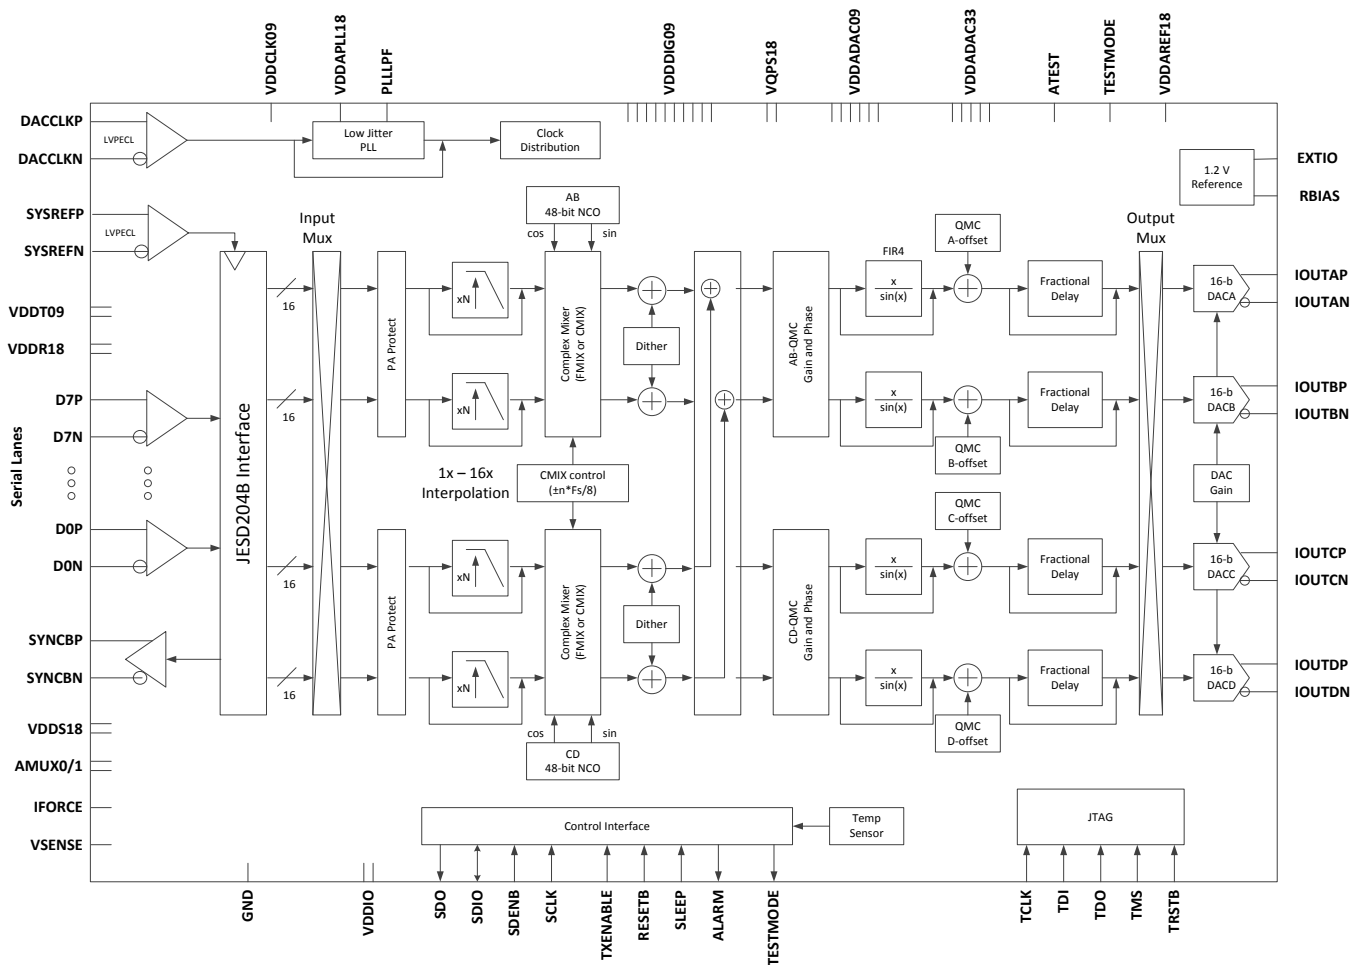 VDDCLK09
VDDAPLL18
PLLLPF
VDDDIG09
VQPS18
VDDADAC09
VDDADAC33
ATEST
TESTMODE
VDDAREF18
DACCLKP
LVPECL
DACCLKN
Low Jitter
PLL
Clock
Distribution
1.2 V
Reference
EXTIO
RBIAS
SYSREFP
LVPECL
SYSREFN
Input
Mux
AB
48-bit NCO
cos
sin
QMC
A-offset
Output
Mux
VDDT09
VDDR18
JESD204B Interface
16
PA Protect
xN
Complex Mixer
(FMIX or CMIX)
Dither
AB-QMC
Gain and Phase
FIR4
x
sin(x)
Fractional
Delay
16-b
DACA
IOUTAP
IOUTAN
D7P
D7N
16
xN
x
sin(x)
Fractional
Delay
16-b
DACB
IOUTBP
IOUTBN
QMC
B-offset
Serial Lanes
1x – 16x
Interpolation
CMIX control
(±n*Fs/8)
DAC
Gain
QMC
C-offset
D0P
D0N
16
PA Protect
xN
Complex Mixer
(FMIX or CMIX)
Dither
CD-QMC
Gain and Phase
x
sin(x)
Fractional
Delay
16-b
DACC
IOUTCP
IOUTCN
SYNCBP
SYNCBN
16
xN
x
sin(x)
Fractional
Delay
16-b
DACD
IOUTDP
IOUTDN
cos
sin
CD
48-bit NCO
QMC
D-offset
VDDS18
AMUX0/1
IFORCE
VSENSE
Control Interface
Temp
Sensor
JTAG
GND
VDDIO
SDO
SDIO
SDENB
SCLK
TXENABLE
RESETB
SLEEP
ALARM
TESTMODE
TCLK
TDI
TDO
TMS
TRSTB